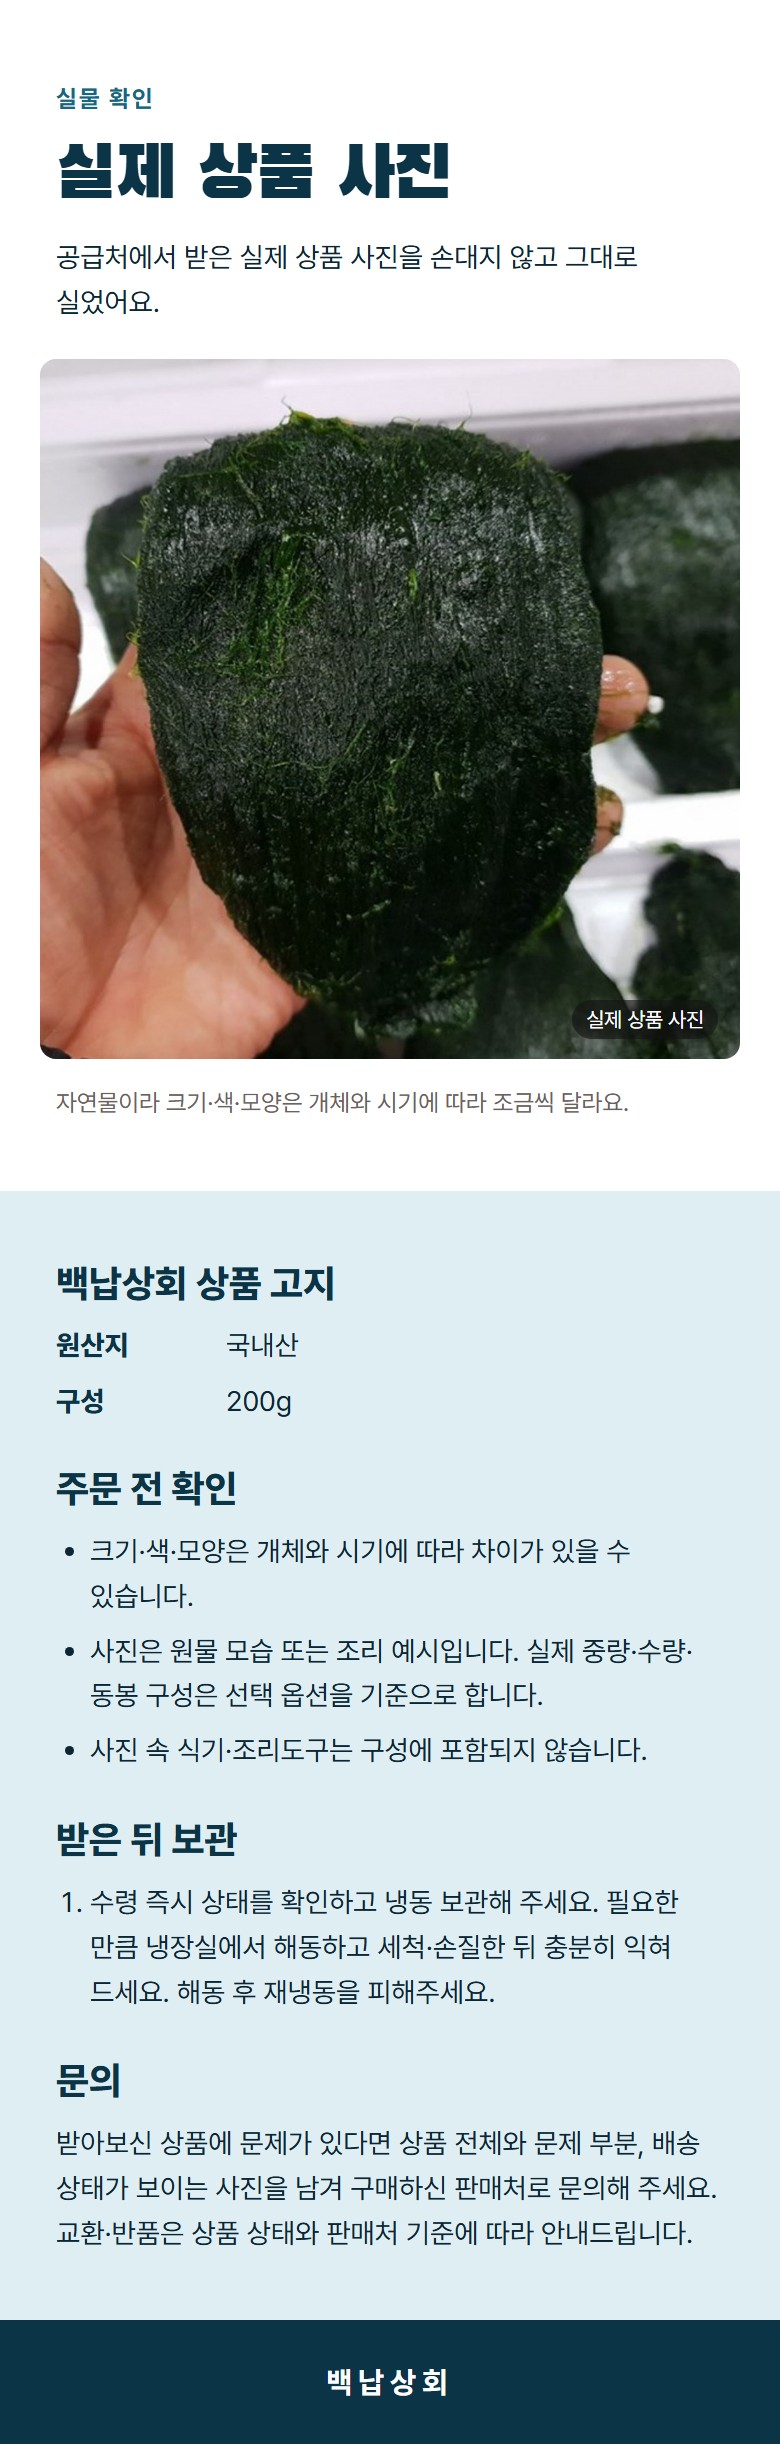 실물 확인
실제 상품 사진
공급처에서 받은 실제 상품 사진을 손대지 않고 그대로
실었어요.
실제 상품 사진
자연물이라 크기·색·모양은 개체와 시기에 따라 조금씩 달라요.
백납상회 상품 고지
원산지 국내산
구성 200g
주문 전 확인
• 크기·색·모양은 개체와 시기에 따라 차이가 있을 수
있습니다.
• 사진은 원물 모습 또는 조리 예시입니다. 실제 중량·수량·
동봉 구성은 선택 옵션을 기준으로 합니다.
• 사진 속 식기·조리도구는 구성에 포함되지 않습니다.
받은 뒤 보관
1. 수령 즉시 상태를 확인하고 냉동 보관해 주세요. 필요한
만큼 냉장실에서 해동하고 세척·손질한 뒤 충분히 익혀
드세요. 해동 후 재냉동을 피해주세요.
문의
받아보신 상품에 문제가 있다면 상품 전체와 문제 부분, 배송
상태가 보이는 사진을 남겨 구매하신 판매처로 문의해 주세요.
교환·반품은 상품 상태와 판매처 기준에 따라 안내드립니다.
백납상회